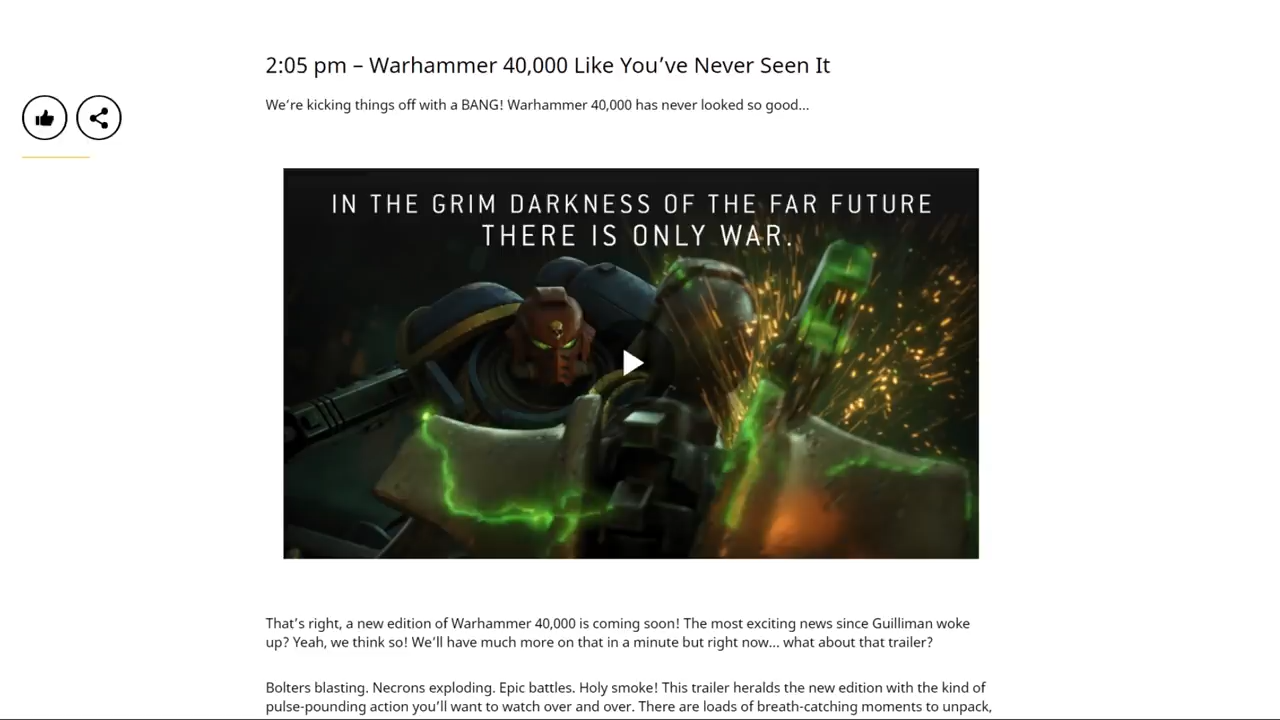 2:05 pm – Warhammer 40,000 Like You’ve Never Seen It
We’re kicking things off with a BANG! Warhammer 40,000 has never looked so good…
IN THE GRIM DARKNESS OF THE FAR FUTURE
THERE IS ONLY WAR.
That’s right, a new edition of Warhammer 40,000 is coming soon! The most exciting news since Guilliman woke
up? Yeah, we think so! We’ll have much more on that in a minute but right now… what about that trailer?
Bolters blasting. Necrons exploding. Epic battles. Holy smoke! This trailer heralds the new edition with the kind of
pulse-pounding action you’ll want to watch over and over. There are loads of breath-catching moments to unpack,